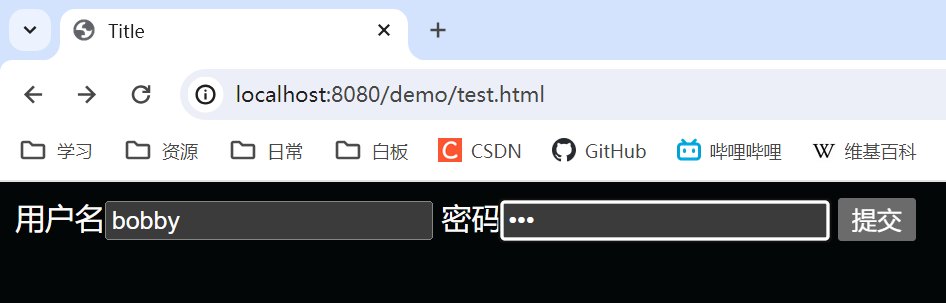 Title
localhost:8080/demo/test.html
学习 资源 日常 白板 CSDN GitHub 哔哩哔哩 W 维基百科
用户名 bobby 密码 ••• 提交